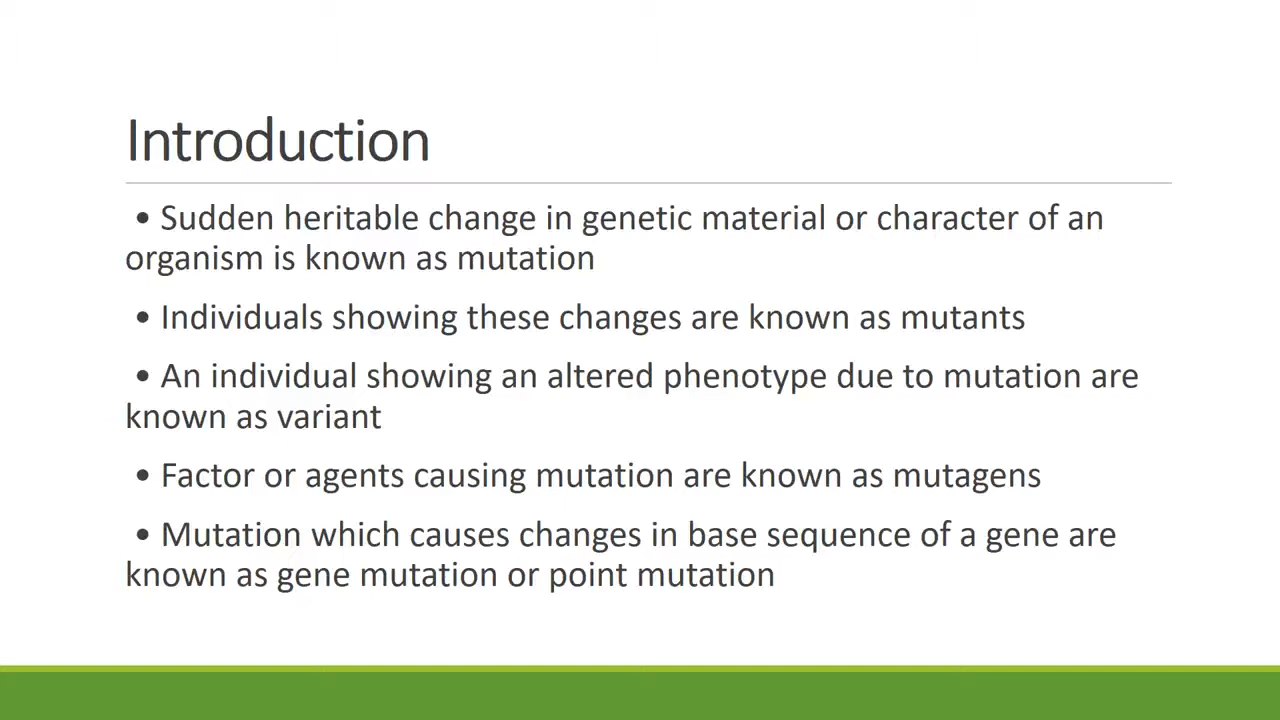 Introduction
• Sudden heritable change in genetic material or character of an
organism is known as mutation
• Individuals showing these changes are known as mutants
• An individual showing an altered phenotype due to mutation are
known as variant
• Factor or agents causing mutation are known as mutagens
• Mutation which causes changes in base sequence of a gene are
known as gene mutation or point mutation